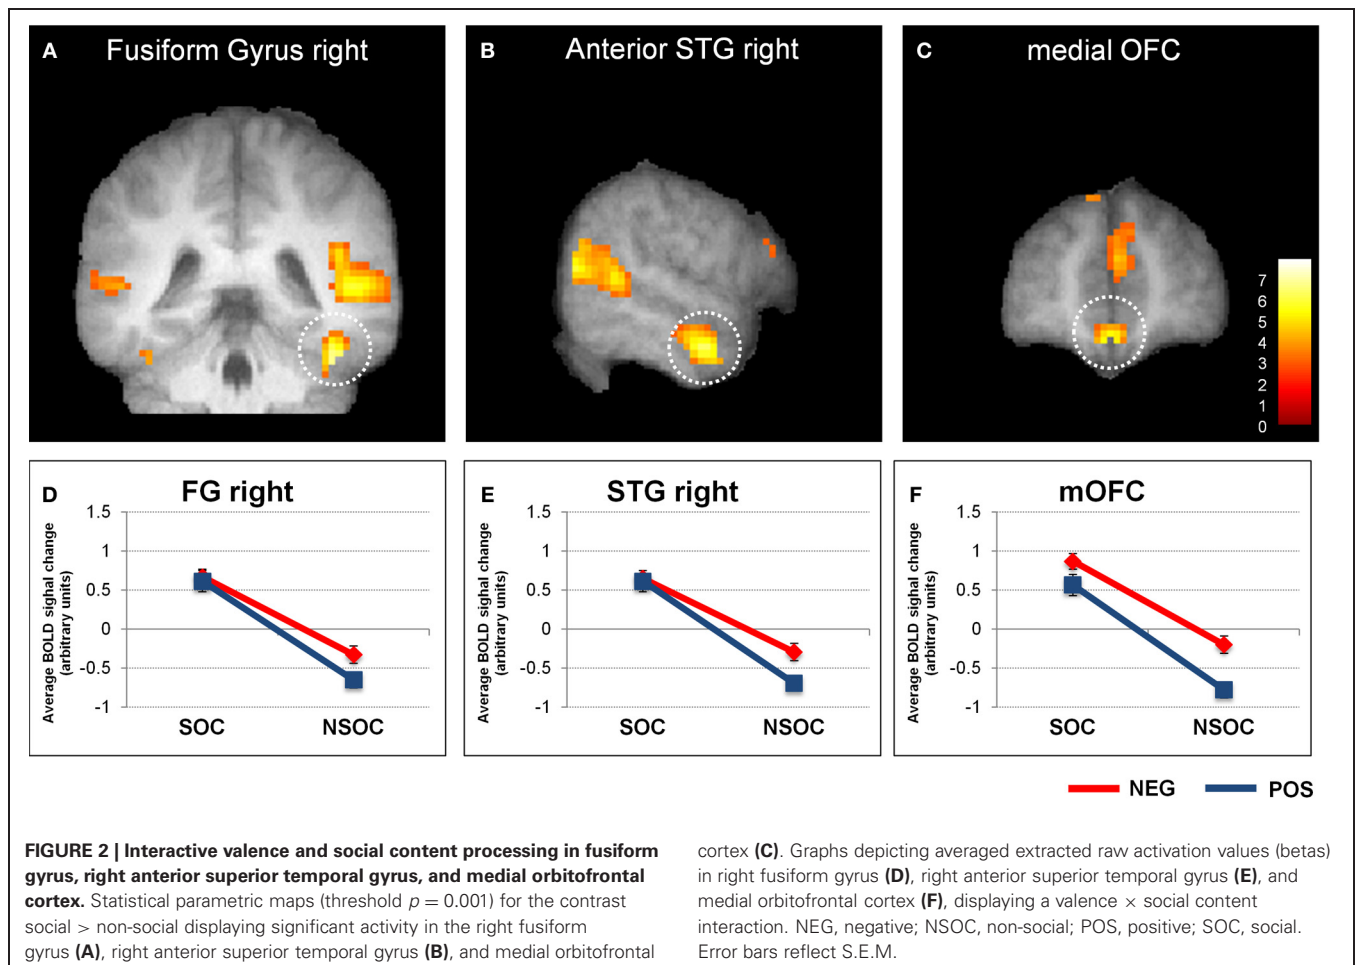 A Fusiform Gyrus right
B Anterior STG right
C medial OFC
7
6
5
4
3
2
1
0
D FG right
Average BOLD sighal change
(arbitrary units)
1.5
1
0.5
0
-0.5
-1
SOC NSOC
E STG right
Average BOLD sighal change
(arbitrary units)
1.5
1
0.5
0
-0.5
-1
SOC NSOC
F mOFC
Average BOLD sighal change
(arbitrary units)
1.5
1
0.5
0
-0.5
-1
SOC NSOC
NEG POS
FIGURE 2 | Interactive valence and social content processing in fusiform
gyrus, right anterior superior temporal gyrus, and medial orbitofrontal
cortex. Statistical parametric maps (threshold p = 0.001) for the contrast
social > non-social displaying significant activity in the right fusiform
gyrus (A), right anterior superior temporal gyrus (B), and medial orbitofrontal
cortex (C). Graphs depicting averaged extracted raw activation values (betas)
in right fusiform gyrus (D), right anterior superior temporal gyrus (E), and
medial orbitofrontal cortex (F), displaying a valence × social content
interaction. NEG, negative; NSOC, non-social; POS, positive; SOC, social.
Error bars reflect S.E.M.